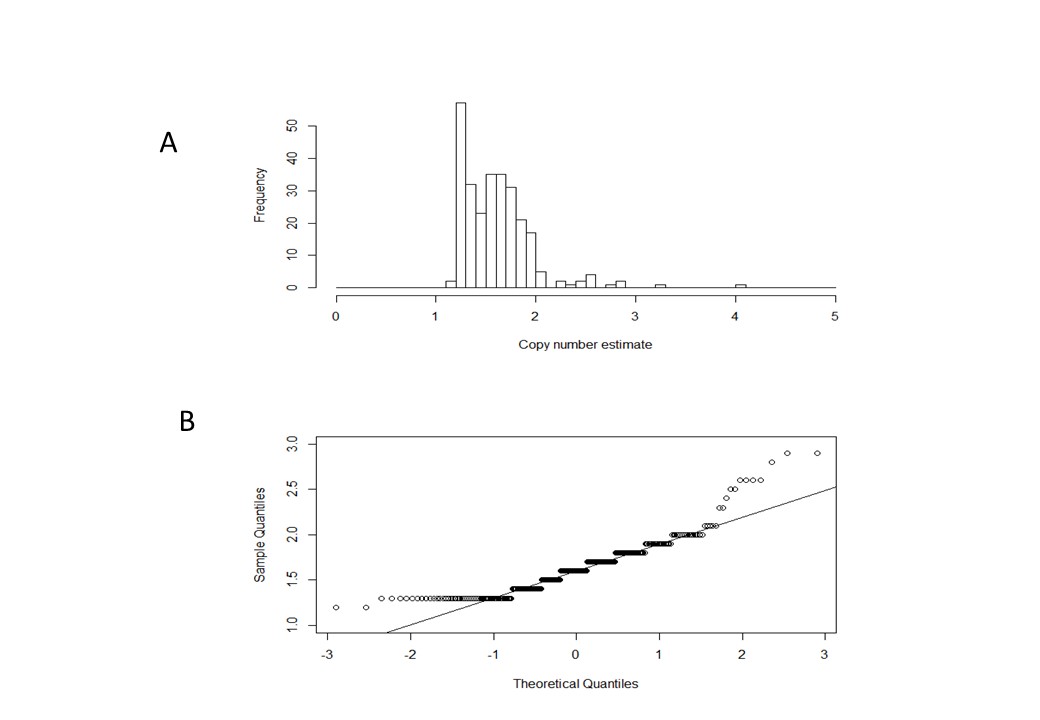 A
Frequency
0 10 20 30 40 50
0 1 2 3 4 5
Copy number estimate
B
Sample Quantiles
1.0 1.5 2.0 2.5 3.0
-3 -2 -1 0 1 2 3
Theoretical Quantiles